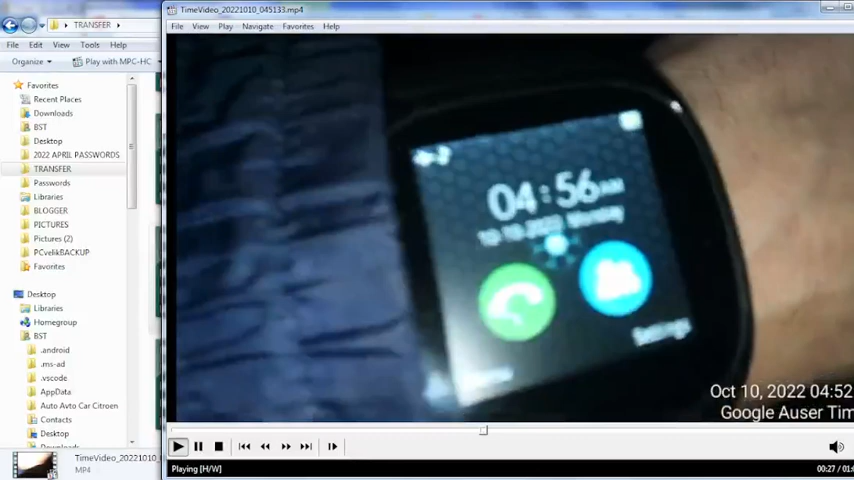 TRANSFER
File Edit View Tools Help
Organize Play with MPC-HC
Favorites
Recent Places
Downloads
BST
Desktop
2022 APRIL PASSWORDS
TRANSFER
Passwords
Libraries
BLOGGER
PICTURES
Pictures (2)
PCvelikBACKUP
Favorites
Desktop
Libraries
Homegroup
BST
.android
.ms-ad
.vscode
AppData
Auto Avto Car Citroen
Contacts
Desktop
TimeVideo_20221010_
MP4
TimeVideo_20221010_045133.mp4
File View Play Navigate Favorites Help
04:56AM
10-10-2022 Monday
Settings
Oct 10, 2022 04:52
Google Auser Tim
Playing [H/W]
00:27 / 01: